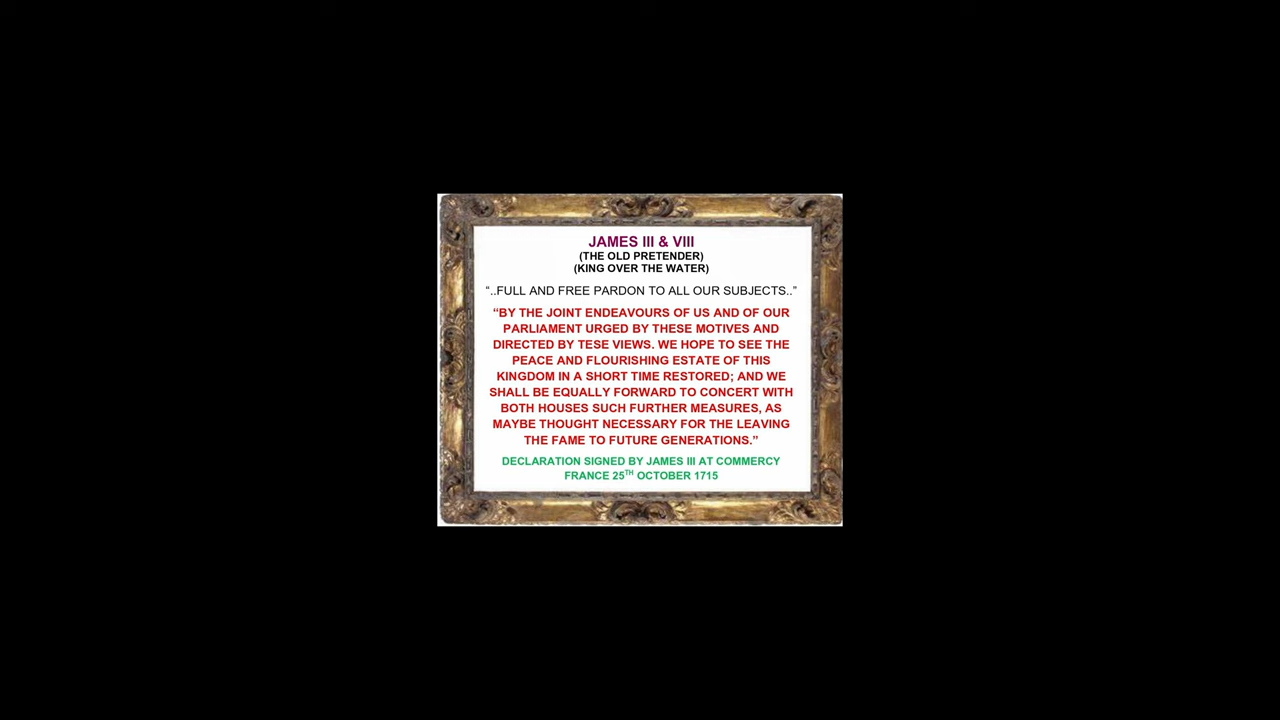 JAMES III & VIII
(THE OLD PRETENDER)
(KING OVER THE WATER)
“..FULL AND FREE PARDON TO ALL OUR SUBJECTS..”
“BY THE JOINT ENDEAVOURS OF US AND OF OUR
PARLIAMENT URGED BY THESE MOTIVES AND
DIRECTED BY TESE VIEWS. WE HOPE TO SEE THE
PEACE AND FLOURISHING ESTATE OF THIS
KINGDOM IN A SHORT TIME RESTORED; AND WE
SHALL BE EQUALLY FORWARD TO CONCERT WITH
BOTH HOUSES SUCH FURTHER MEASURES, AS
MAYBE THOUGHT NECESSARY FOR THE LEAVING
THE FAME TO FUTURE GENERATIONS.”
DECLARATION SIGNED BY JAMES III AT COMMERCY
FRANCE 25TH OCTOBER 1715